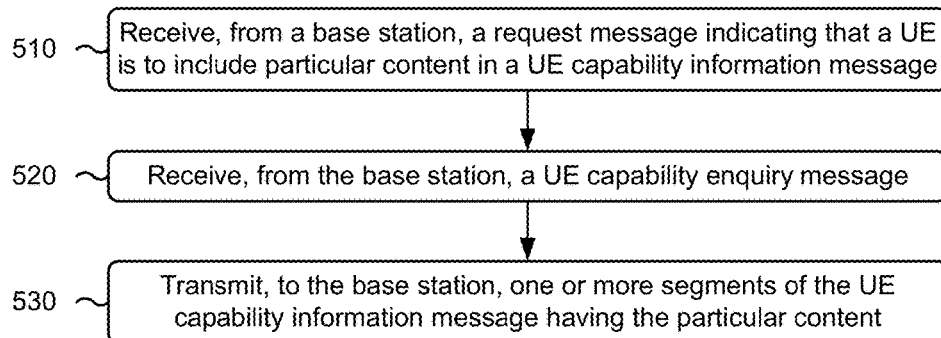 510
Receive, from a base station, a request message indicating that a UE
is to include particular content in a UE capability information message
520
Receive, from the base station, a UE capability enquiry message
530
Transmit, to the base station, one or more segments of the UE
capability information message having the particular content